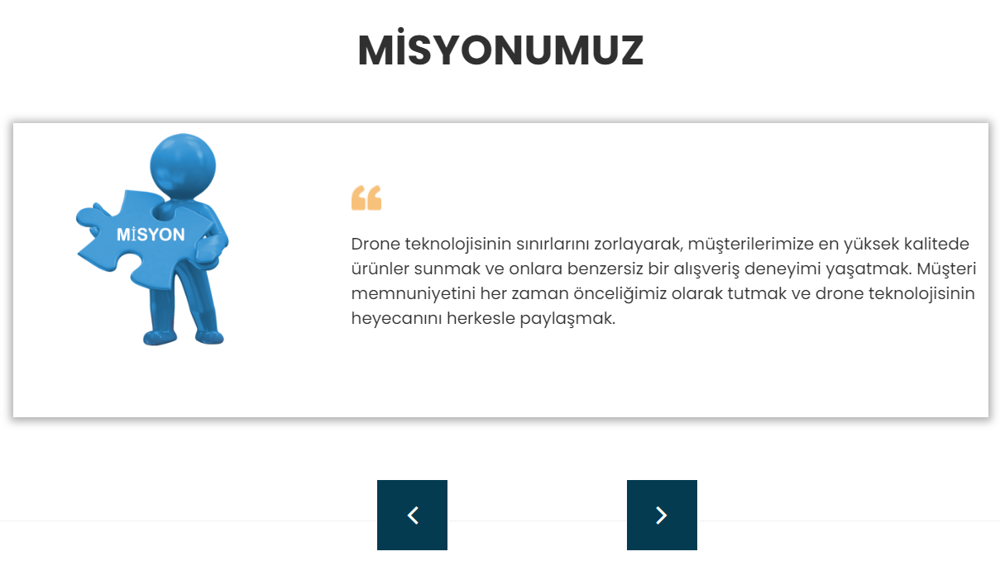 MİSYONUMUZ
MİSYON
Drone teknolojisinin sınırlarını zorlayarak, müşterilerimize en yüksek kalitede
ürünler sunmak ve onlara benzersiz bir alışveriş deneyimi yaşatmak. Müşteri
memnuniyetini her zaman önceliğimiz olarak tutmak ve drone teknolojisinin
heyecanını herkesle paylaşmak.